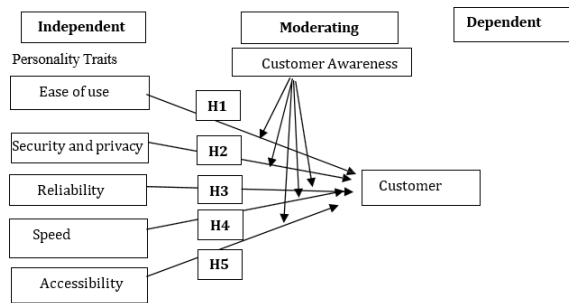 Independent
Moderating
Dependent
Personality Traits
Customer Awareness
Ease of use
H1
Security and privacy
H2
Reliability
H3
Customer
Speed
H4
Accessibility
H5